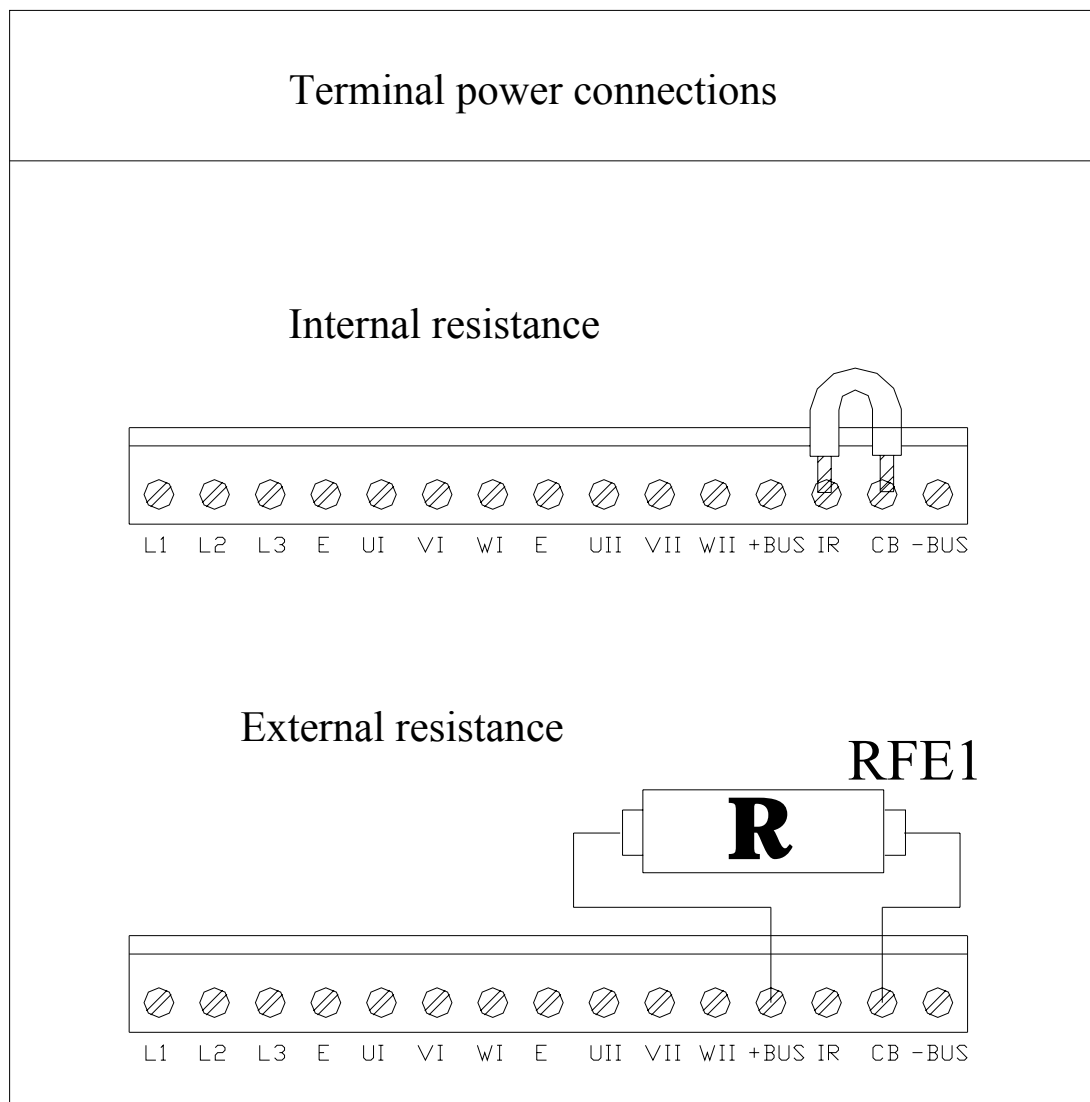 Terminal power connections
Internal resistance
L1 L2 L3 E UI VI WI E UII VII WII +BUS IR CB -BUS
External resistance
RFE1
R
L1 L2 L3 E UI VI WI E UII VII WII +BUS IR CB -BUS